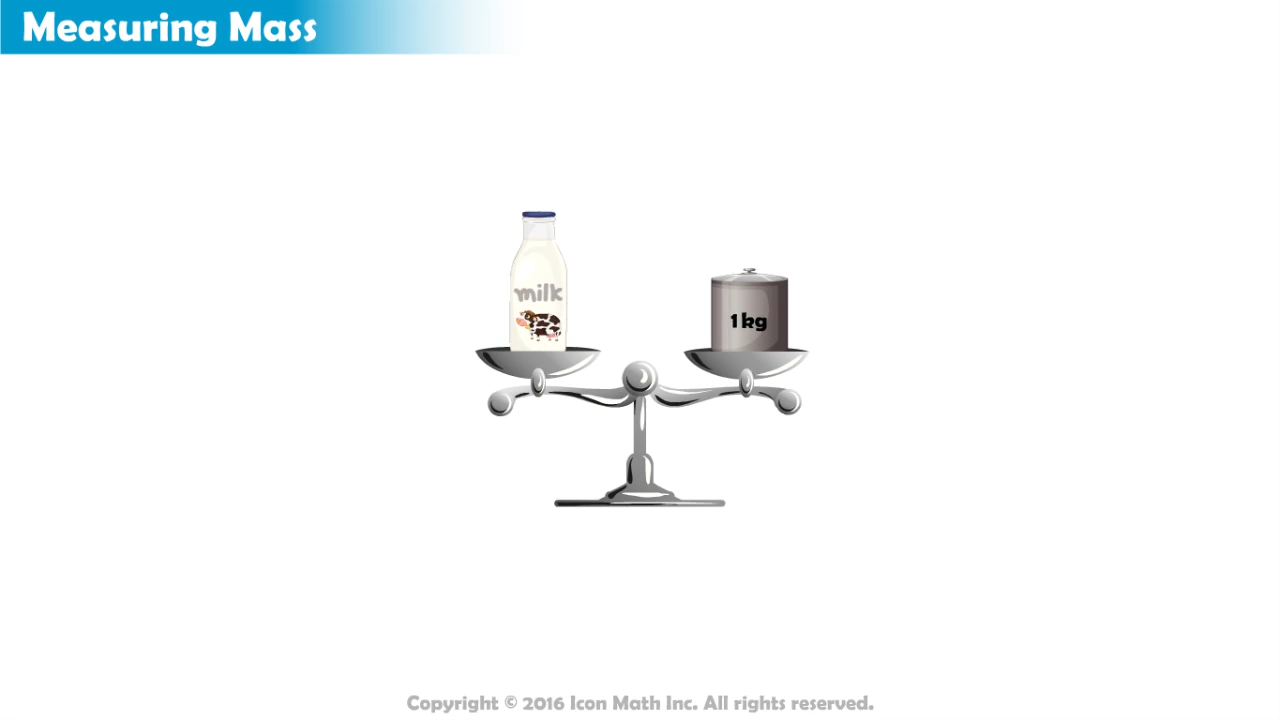 Measuring Mass
milk
1 kg
Copyright © 2016 Icon Math Inc. All rights reserved.